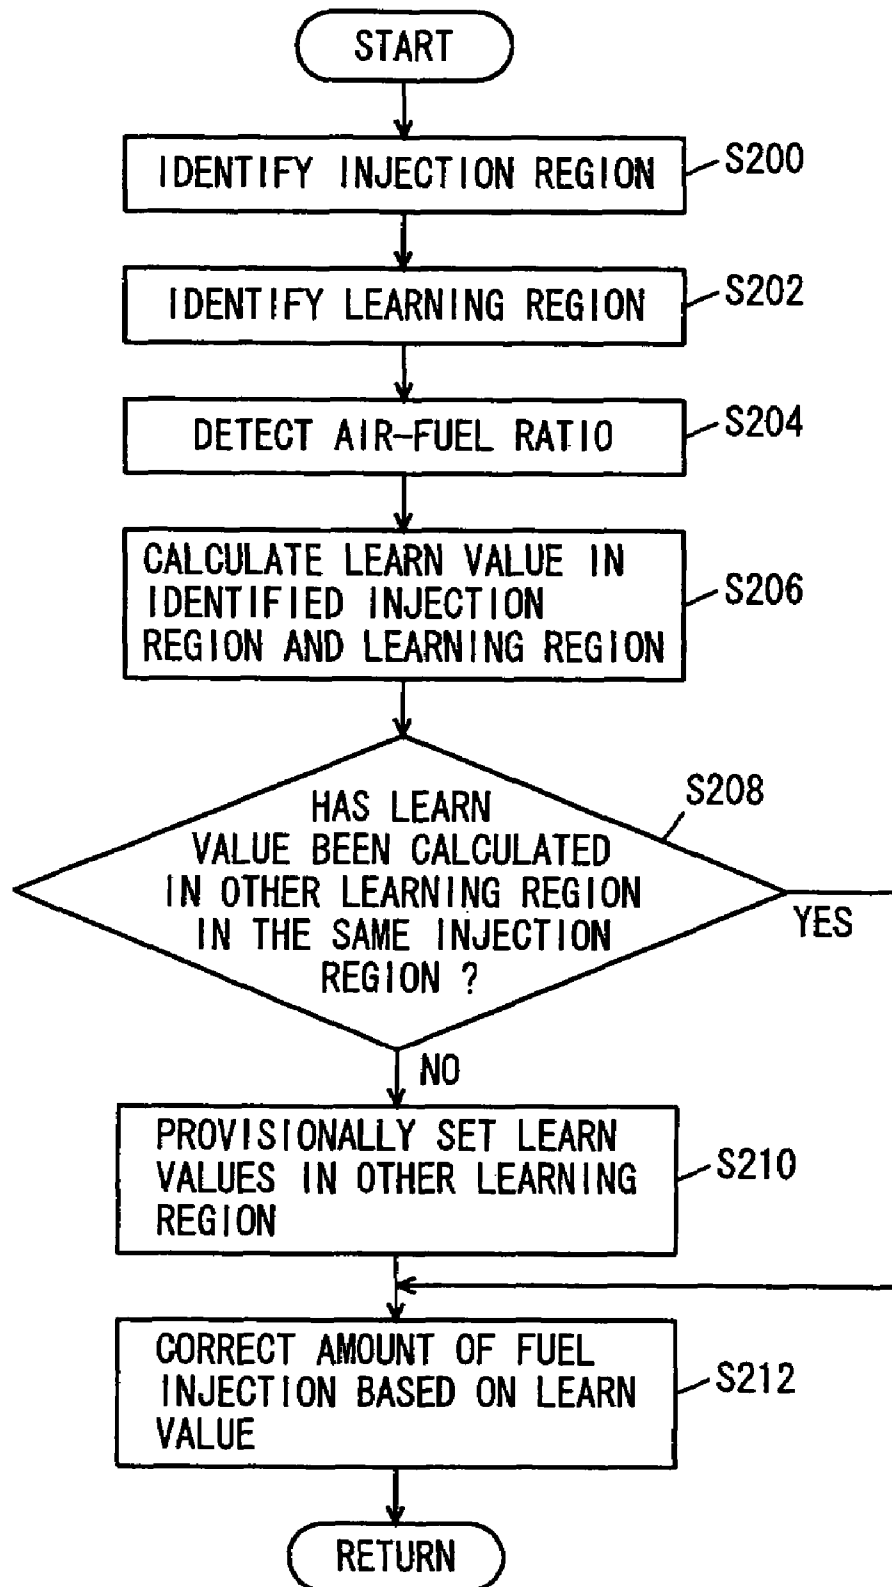 START
IDENTIFY INJECTION REGION
S200
IDENTIFY LEARNING REGION
S202
DETECT AIR-FUEL RATIO
S204
CALCULATE LEARN VALUE IN
IDENTIFIED INJECTION
REGION AND LEARNING REGION
S206
HAS LEARN
VALUE BEEN CALCULATED
IN OTHER LEARNING REGION
IN THE SAME INJECTION
REGION ?
S208
YES
NO
PROVISIONALLY SET LEARN
VALUES IN OTHER LEARNING
REGION
S210
CORRECT AMOUNT OF FUEL
INJECTION BASED ON LEARN
VALUE
S212
RETURN